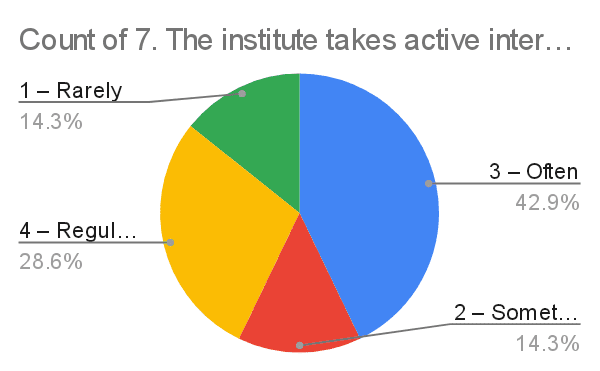 Count of 7. The institute takes active inter…
1 – Rarely
14.3%
3 – Often
42.9%
4 – Regul…
28.6%
2 – Somet…
14.3%